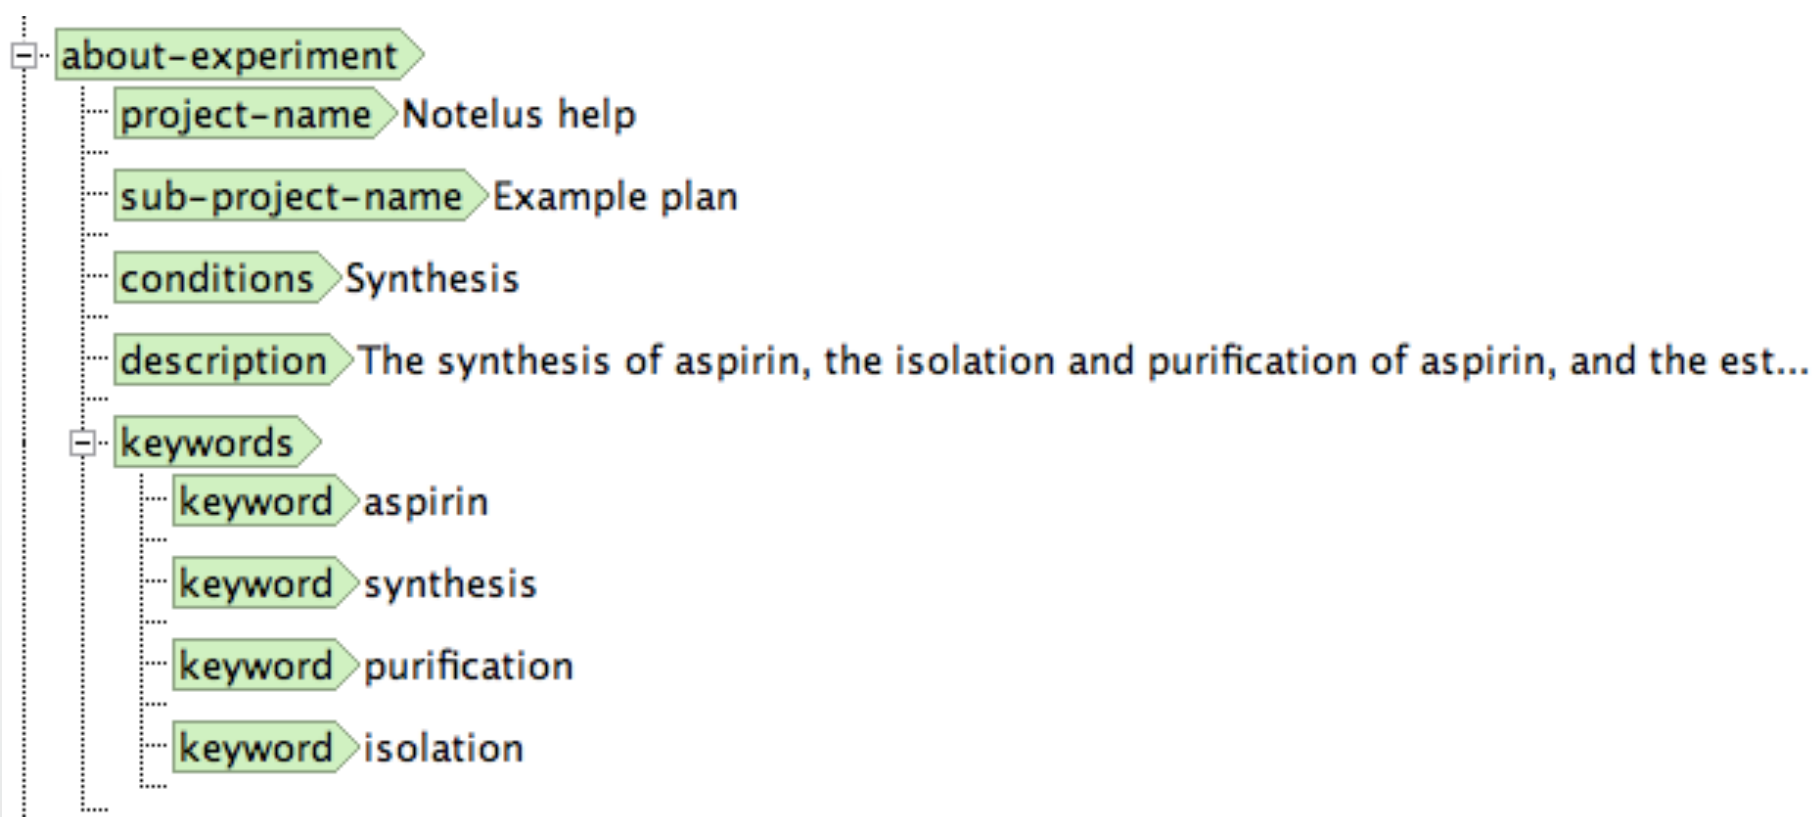 about-experiment
project-name Notelus help
sub-project-name Example plan
conditions Synthesis
description The synthesis of aspirin, the isolation and purification of aspirin, and the est...
keywords
keyword aspirin
keyword synthesis
keyword purification
keyword isolation